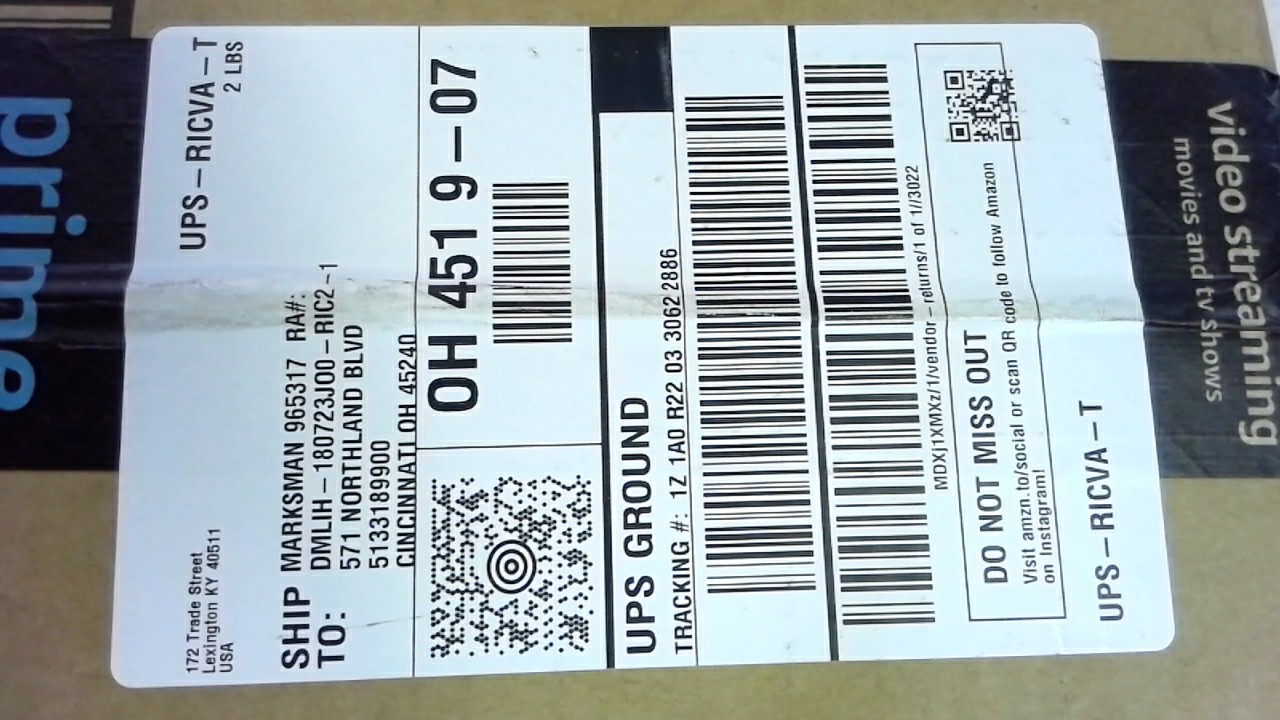 172 Trade Street
Lexington KY 40511
USA
UPS-RICVA-T
2 LBS
SHIP TO:
MARKSMAN 965317 RA#:
DMLIH-180723JO0-RIC2-1
571 NORTHLAND BLVD
5133189900
CINCINNATI OH 45240
OH 451 9-07
UPS GROUND
TRACKING #: 1Z 1A0 R22 03 3062 2886
MDXj1XMXz/1/vendor-returns/1 of 1//3022
DO NOT MISS OUT
Visit amzn.to/social or scan QR code to follow Amazon
on Instagram!
UPS-RICVA-T
prime
video streaming
movies and tv shows